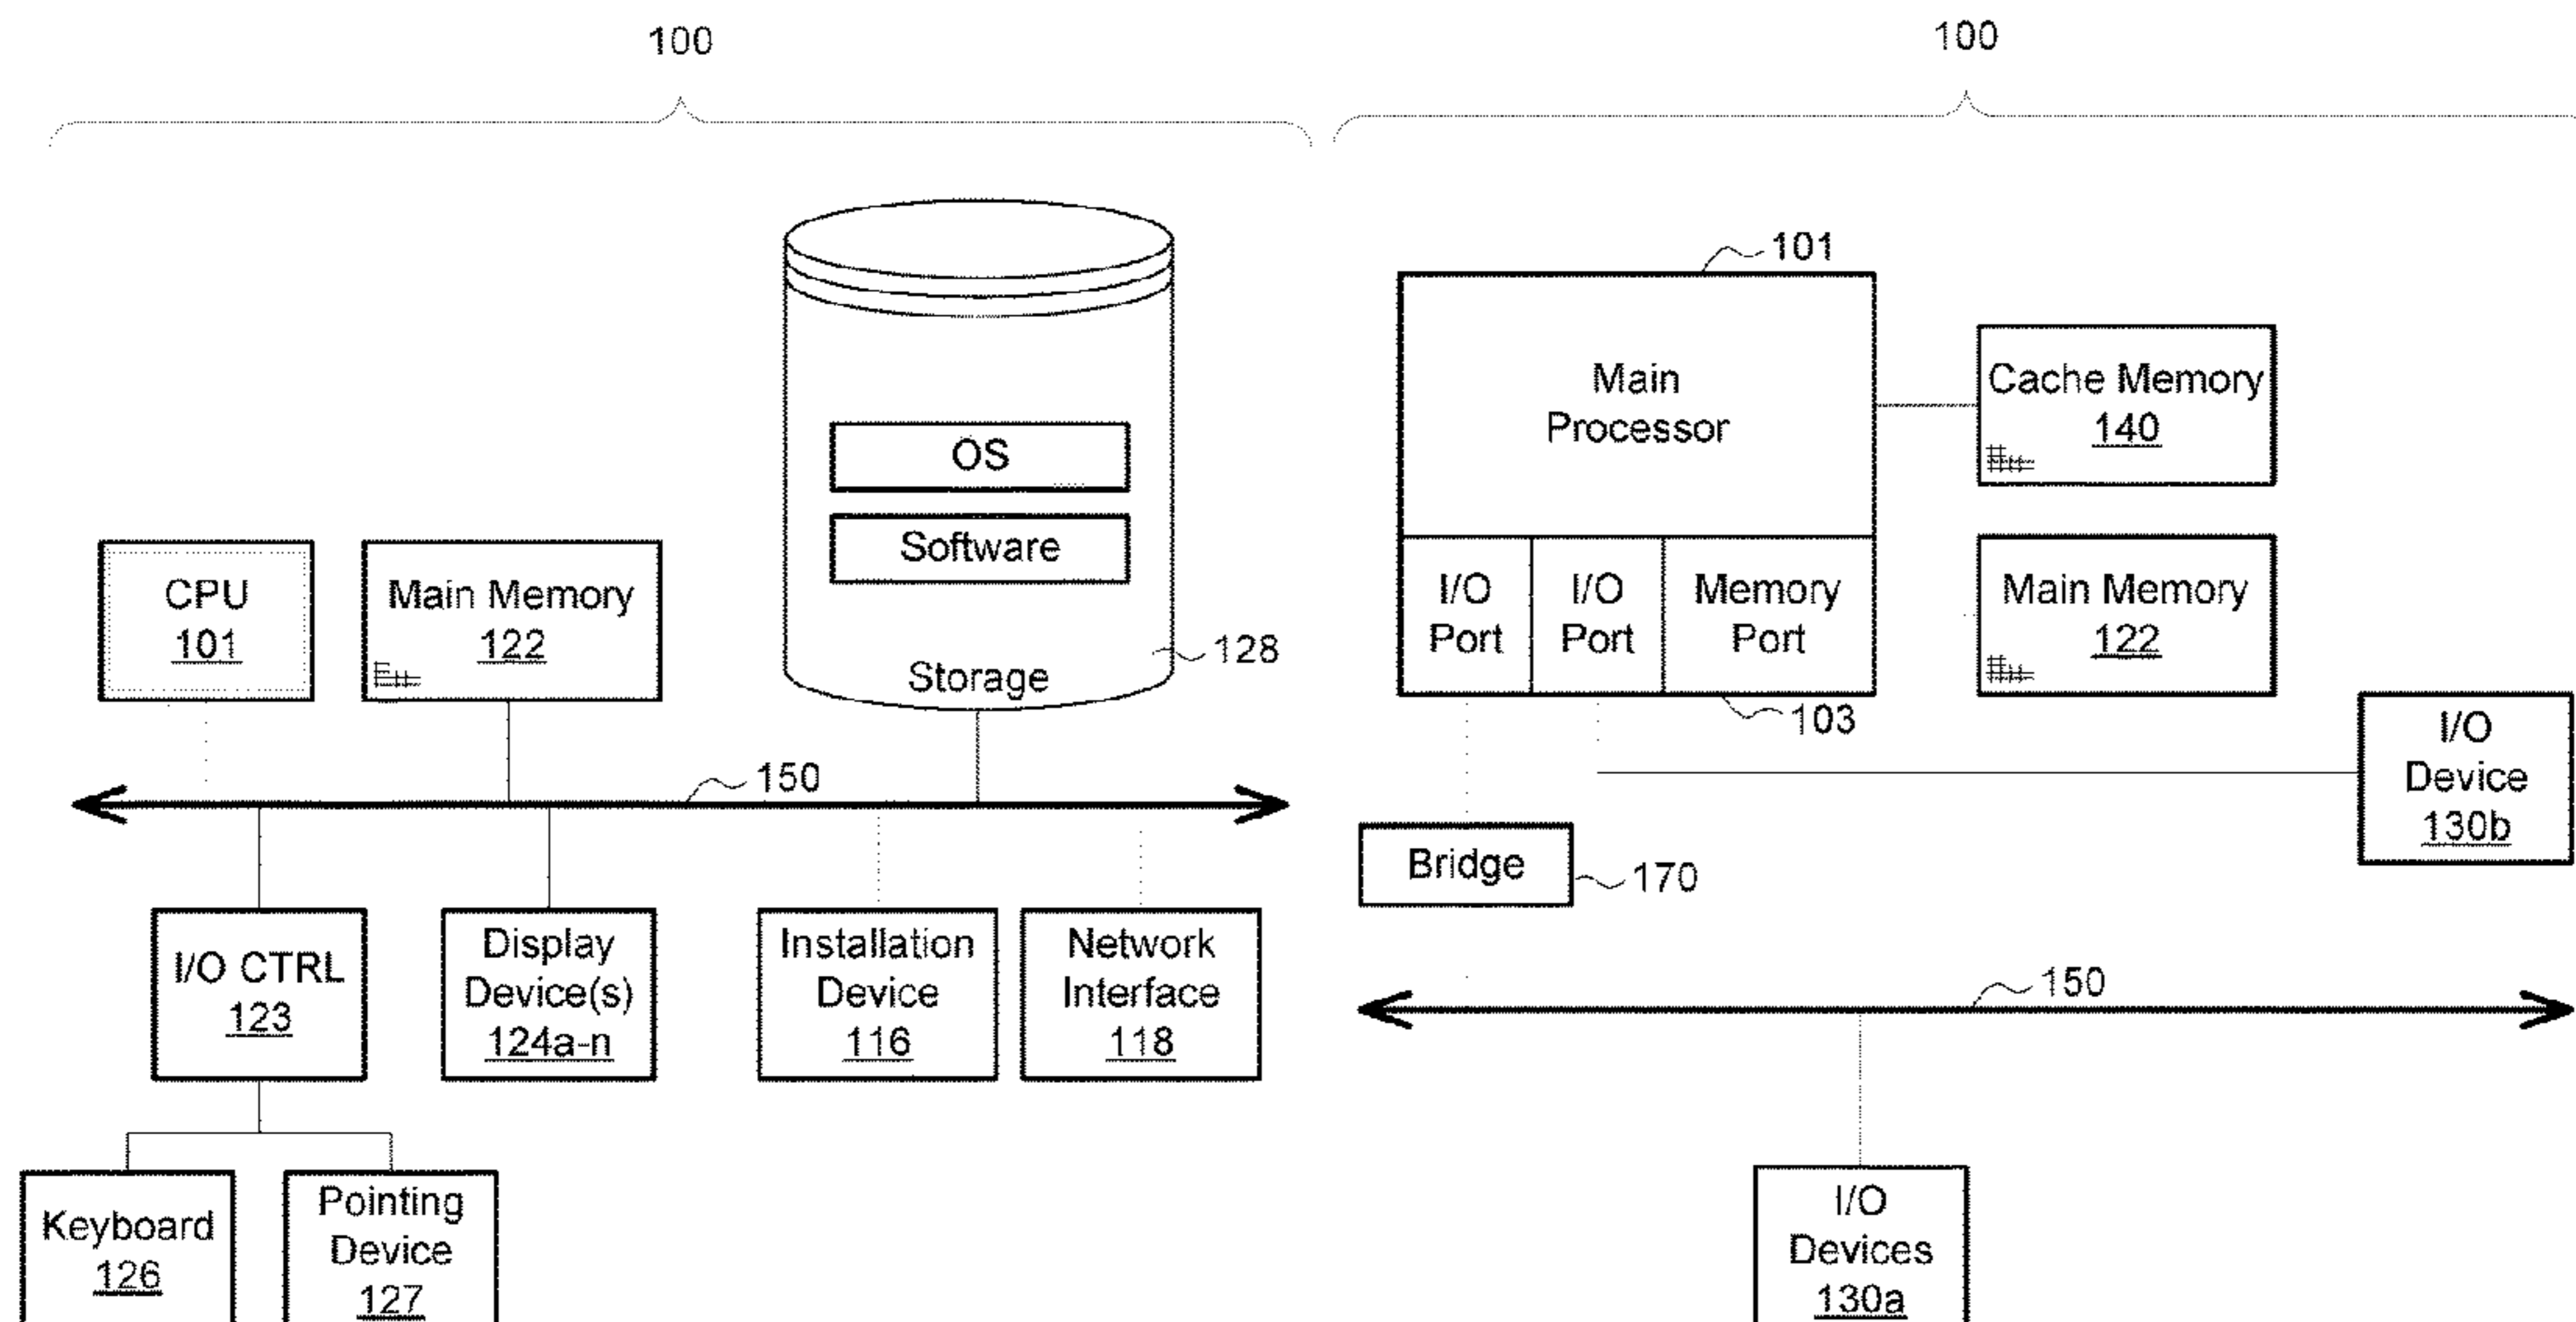 100
OS
Software
Storage
128
CPU
101
Main Memory
122
150
I/O CTRL
123
Display
Device(s)
124a-n
Installation
Device
116
Network
Interface
118
Keyboard
126
Pointing
Device
127
100
101
Main
Processor
Cache Memory
140
I/O
Port
I/O
Port
Memory
Port
103
Main Memory
122
I/O
Device
130b
Bridge
170
150
I/O
Devices
130a